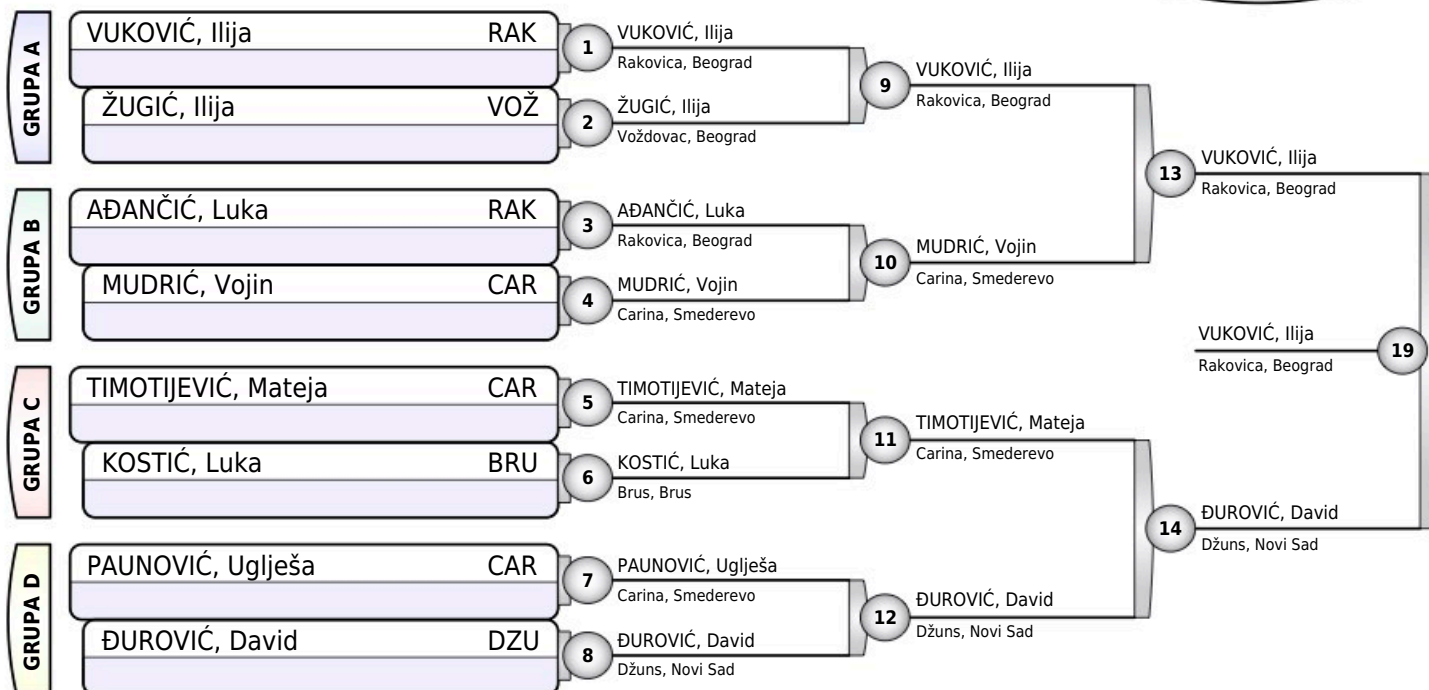 GRUPA A
VUKOVIĆ, Ilija RAK
ŽUGIĆ, Ilija VOŽ
1
VUKOVIĆ, Ilija
Rakovica, Beograd
2
ŽUGIĆ, Ilija
Voždovac, Beograd
9
VUKOVIĆ, Ilija
Rakovica, Beograd
GRUPA B
AĐANČIĆ, Luka RAK
MUDRIĆ, Vojin CAR
3
AĐANČIĆ, Luka
Rakovica, Beograd
4
MUDRIĆ, Vojin
Carina, Smederevo
10
MUDRIĆ, Vojin
Carina, Smederevo
13
VUKOVIĆ, Ilija
Rakovica, Beograd
GRUPA C
TIMOTIJEVIĆ, Mateja CAR
KOSTIĆ, Luka BRU
5
TIMOTIJEVIĆ, Mateja
Carina, Smederevo
6
KOSTIĆ, Luka
Brus, Brus
11
TIMOTIJEVIĆ, Mateja
Carina, Smederevo
GRUPA D
PAUNOVIĆ, Uglješa CAR
ĐUROVIĆ, David DZU
7
PAUNOVIĆ, Uglješa
Carina, Smederevo
8
ĐUROVIĆ, David
Džuns, Novi Sad
12
ĐUROVIĆ, David
Džuns, Novi Sad
14
ĐUROVIĆ, David
Džuns, Novi Sad
VUKOVIĆ, Ilija
Rakovica, Beograd
19